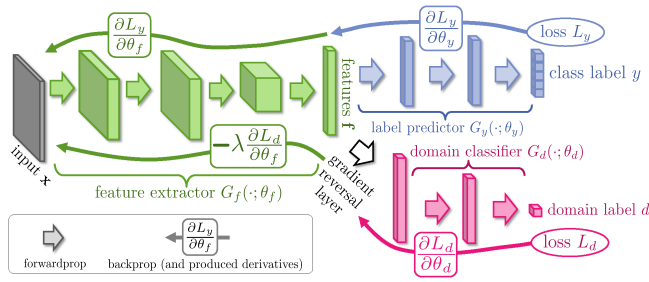 ∂L_y/∂θ_f
∂L_y/∂θ_y
loss L_y
class label y
features f
label predictor G_y(·;θ_y)
input x
−λ ∂L_d/∂θ_f
feature extractor G_f(·;θ_f)
gradient
reversal
layer
domain classifier G_d(·;θ_d)
domain label d
∂L_d/∂θ_d
loss L_d
forwardprop
∂L_y/∂θ_f
backprop (and produced derivatives)